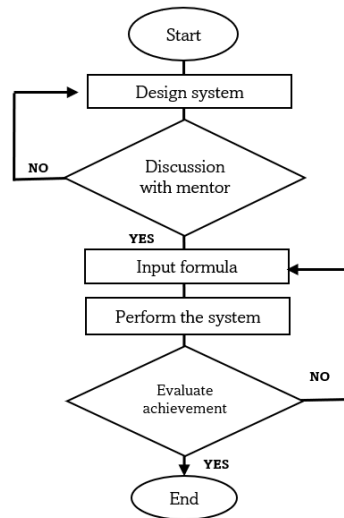 Start
Design system
Discussion
with mentor
NO
YES
Input formula
Perform the system
Evaluate
achievement
NO
YES
End